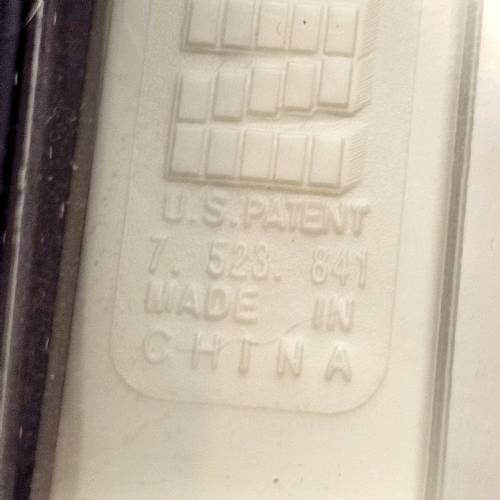 U.S.PATENT
7. 523. 841
MADE IN
CHINA